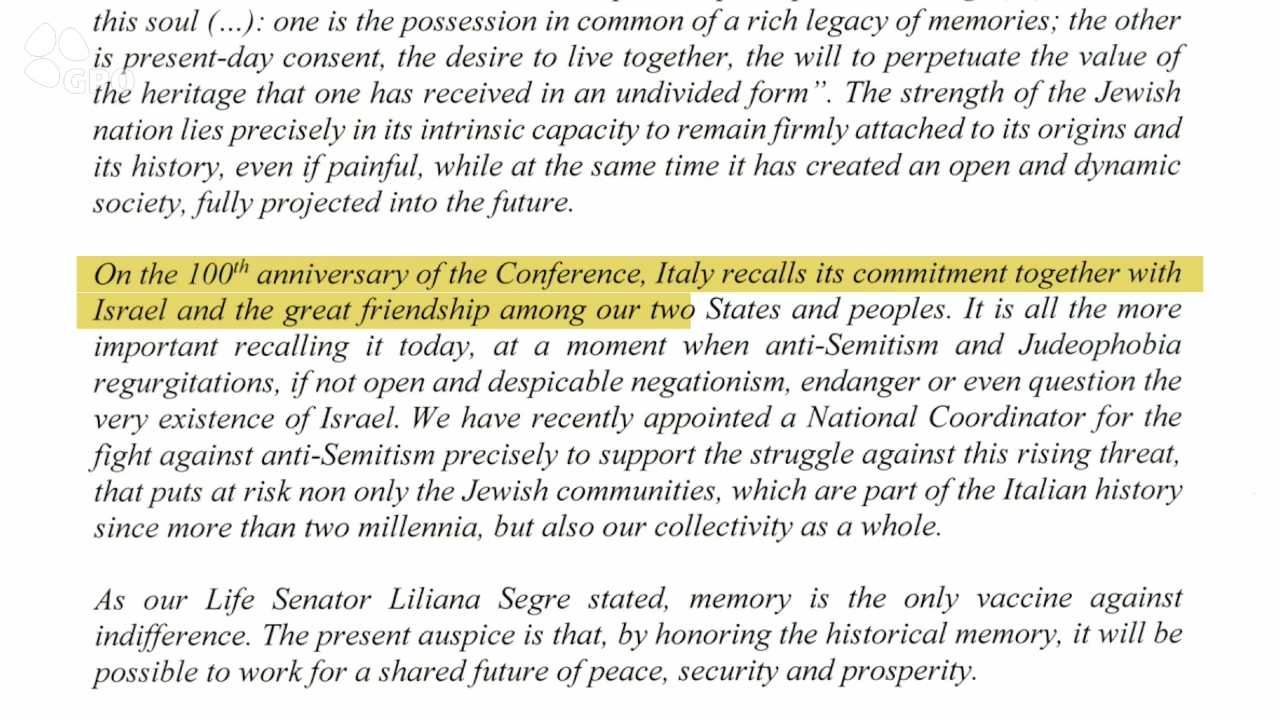 this soul (…): one is the possession in common of a rich legacy of memories; the other
is present-day consent, the desire to live together, the will to perpetuate the value of
the heritage that one has received in an undivided form”. The strength of the Jewish
nation lies precisely in its intrinsic capacity to remain firmly attached to its origins and
its history, even if painful, while at the same time it has created an open and dynamic
society, fully projected into the future.
On the 100th anniversary of the Conference, Italy recalls its commitment together with
Israel and the great friendship among our two States and peoples. It is all the more
important recalling it today, at a moment when anti-Semitism and Judeophobia
regurgitations, if not open and despicable negationism, endanger or even question the
very existence of Israel. We have recently appointed a National Coordinator for the
fight against anti-Semitism precisely to support the struggle against this rising threat,
that puts at risk non only the Jewish communities, which are part of the Italian history
since more than two millennia, but also our collectivity as a whole.
As our Life Senator Liliana Segre stated, memory is the only vaccine against
indifference. The present auspice is that, by honoring the historical memory, it will be
possible to work for a shared future of peace, security and prosperity.
GPO